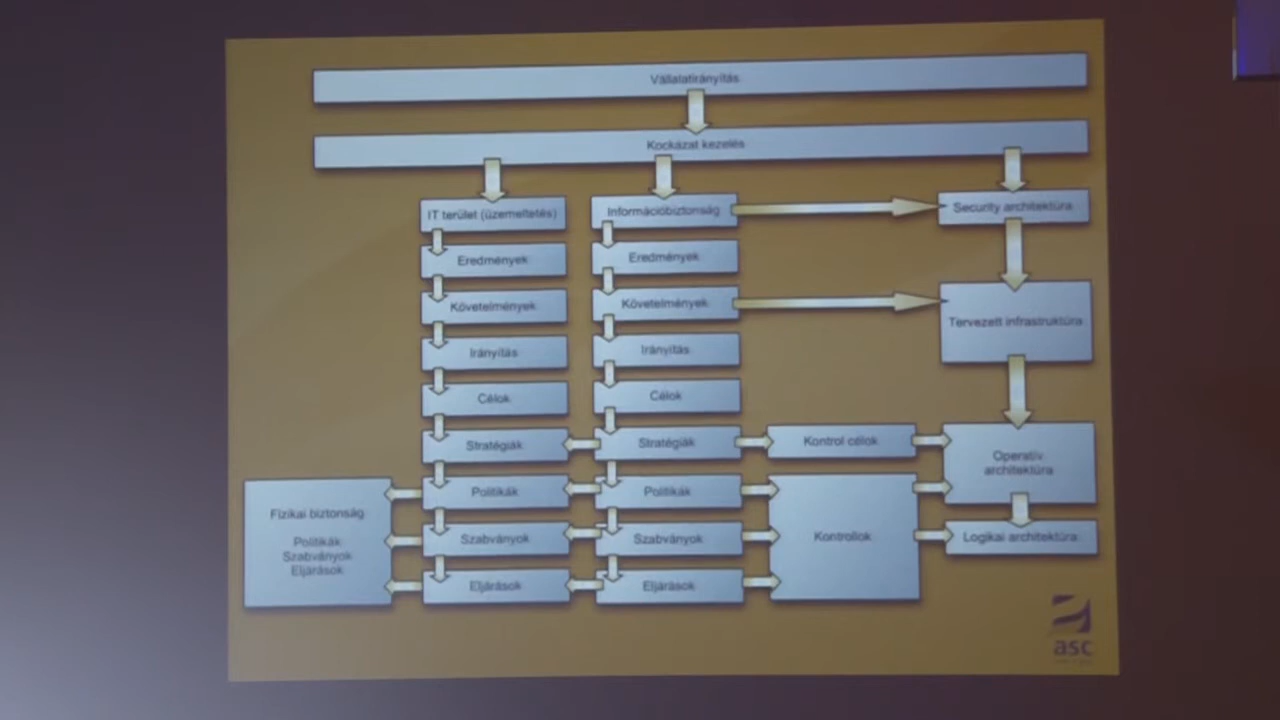 Vállalatirányítás
Kockázat kezelés
IT terület (üzemeltetés)
Információbiztonság
Security architektúra
Eredmények
Eredmények
Követelmények
Követelmények
Tervezett infrastruktúra
Irányítás
Irányítás
Célok
Célok
Stratégiák
Stratégiák
Kontrol célok
Operatív
architektúra
Fizikai biztonság
Politikák
Szabványok
Eljárások
Politikák
Politikák
Szabványok
Szabványok
Kontrollok
Logikai architektúra
Eljárások
Eljárások
asc